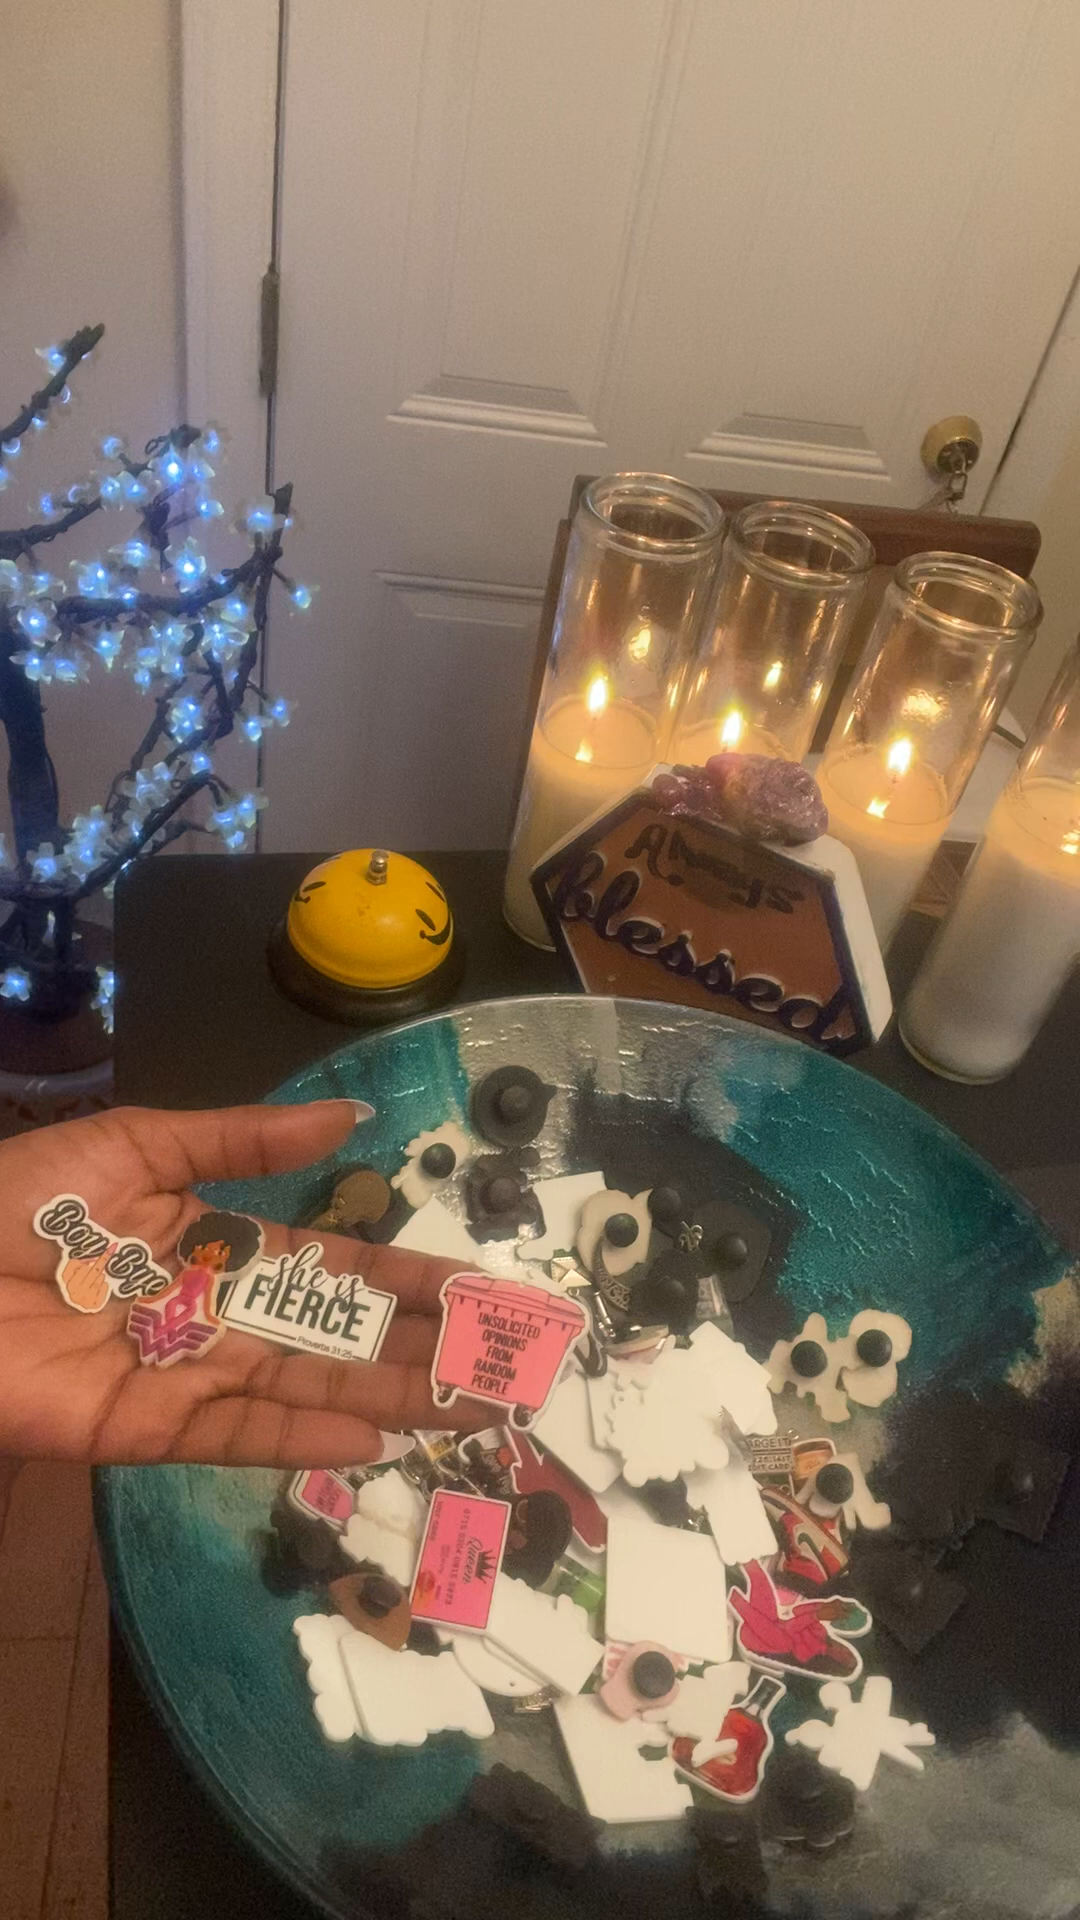 Always
blessed
Boy
Bye
she is
FIERCE
Proverbs 31:25
UNSOLICITED
OPINIONS
FROM
RANDOM
PEOPLE
Queen